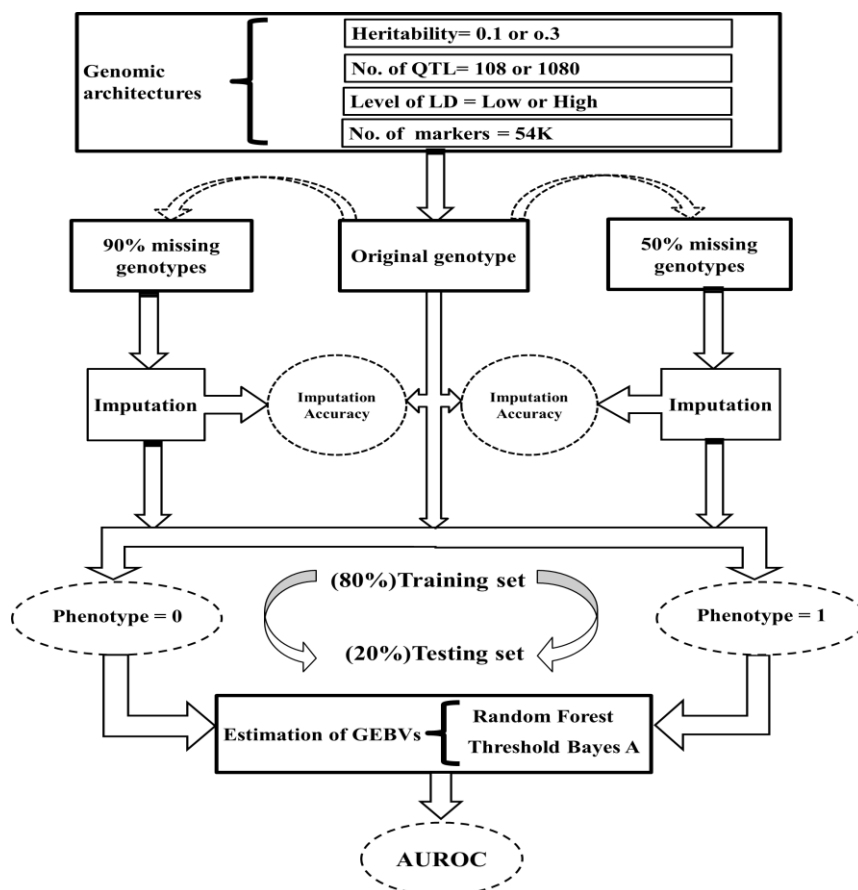 Heritability= 0.1 or o.3
Genomic
architectures
No. of QTL= 108 or 1080
Level of LD = Low or High
No. of markers = 54K
90% missing
genotypes
Original genotype
50% missing
genotypes
Imputation
Imputation
Accuracy
Imputation
Accuracy
Imputation
(80%)Training set
Phenotype = 0
Phenotype = 1
(20%)Testing set
Estimation of GEBVs
Random Forest
Threshold Bayes A
AUROC